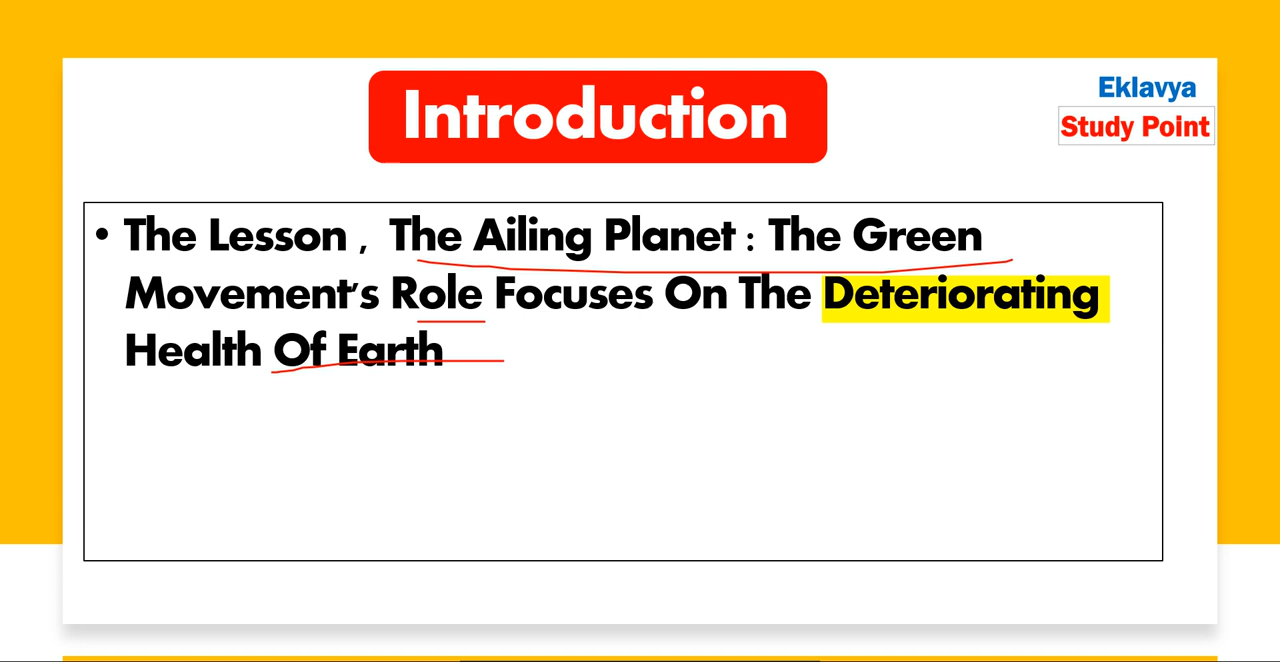 Introduction
Eklavya
Study Point
• The Lesson , The Ailing Planet : The Green
Movement's Role Focuses On The Deteriorating
Health Of Earth